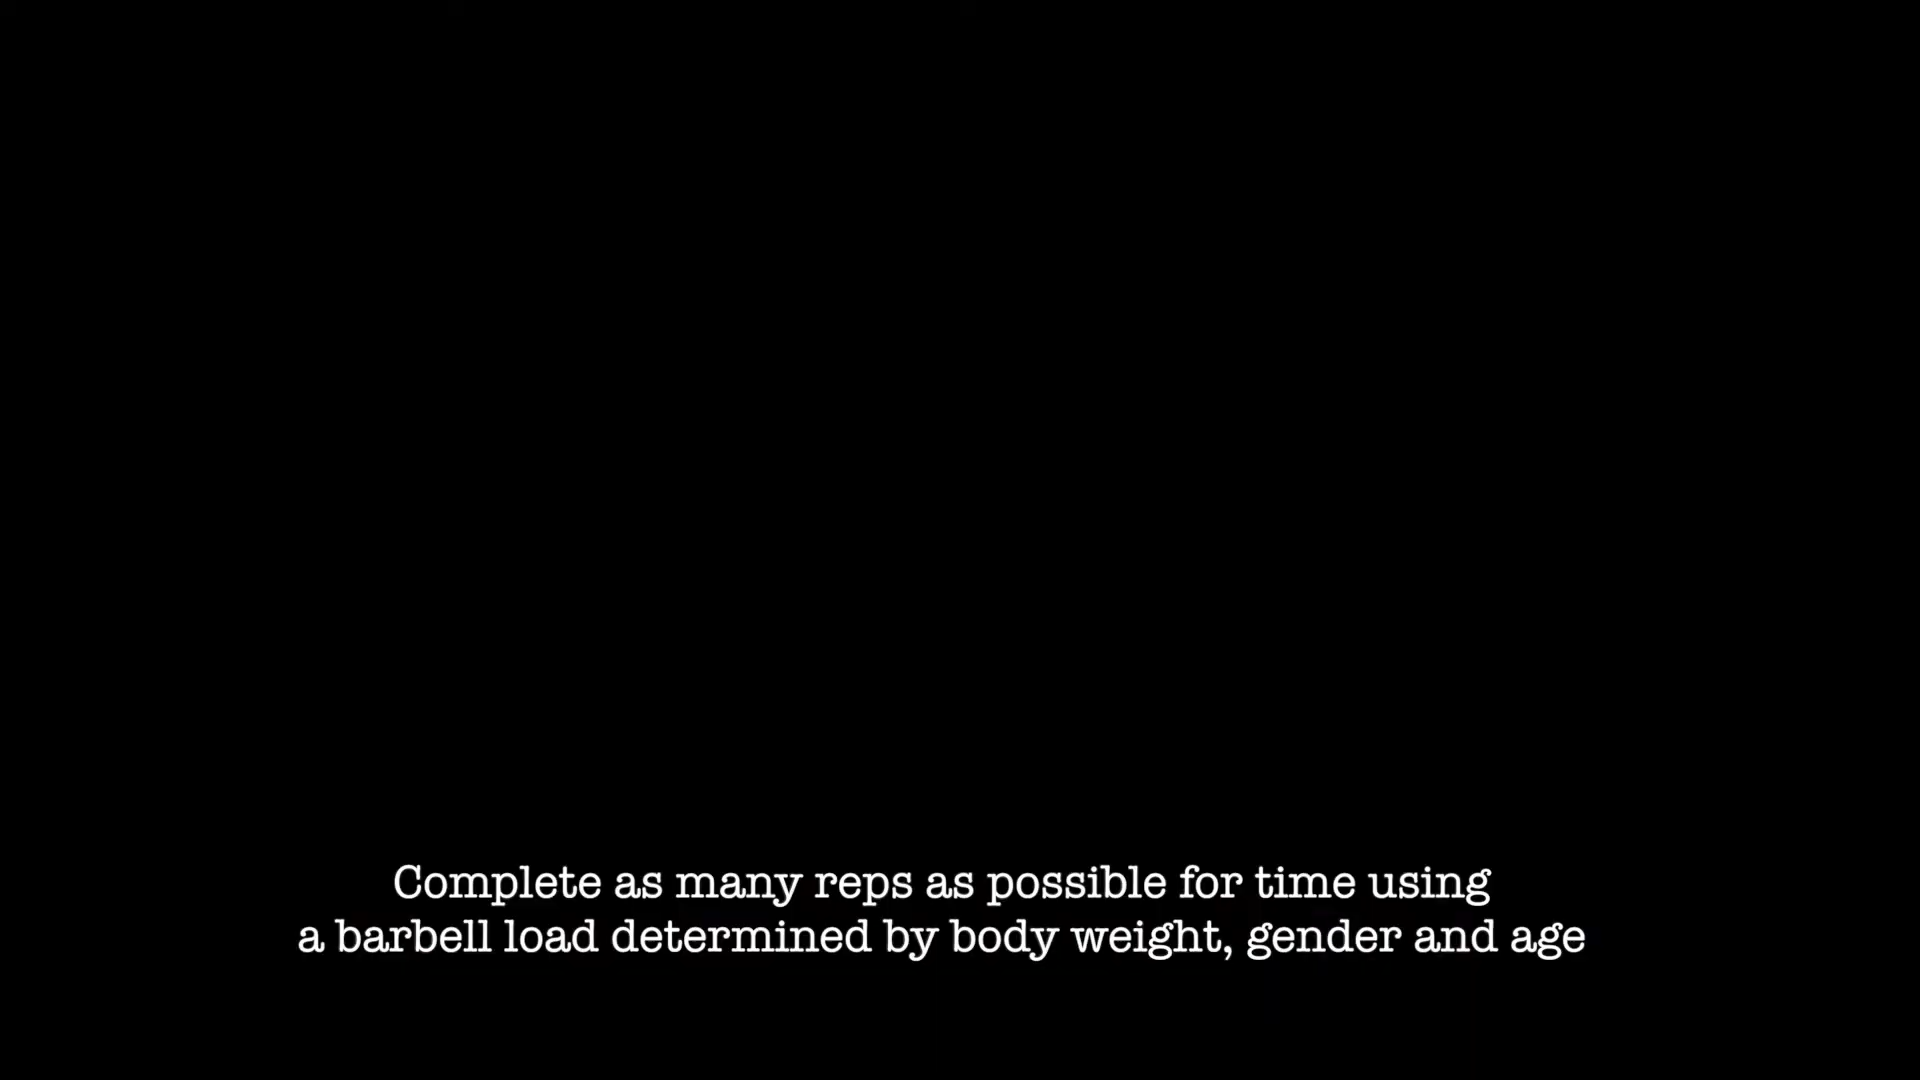 Complete as many reps as possible for time using
a barbell load determined by body weight, gender and age